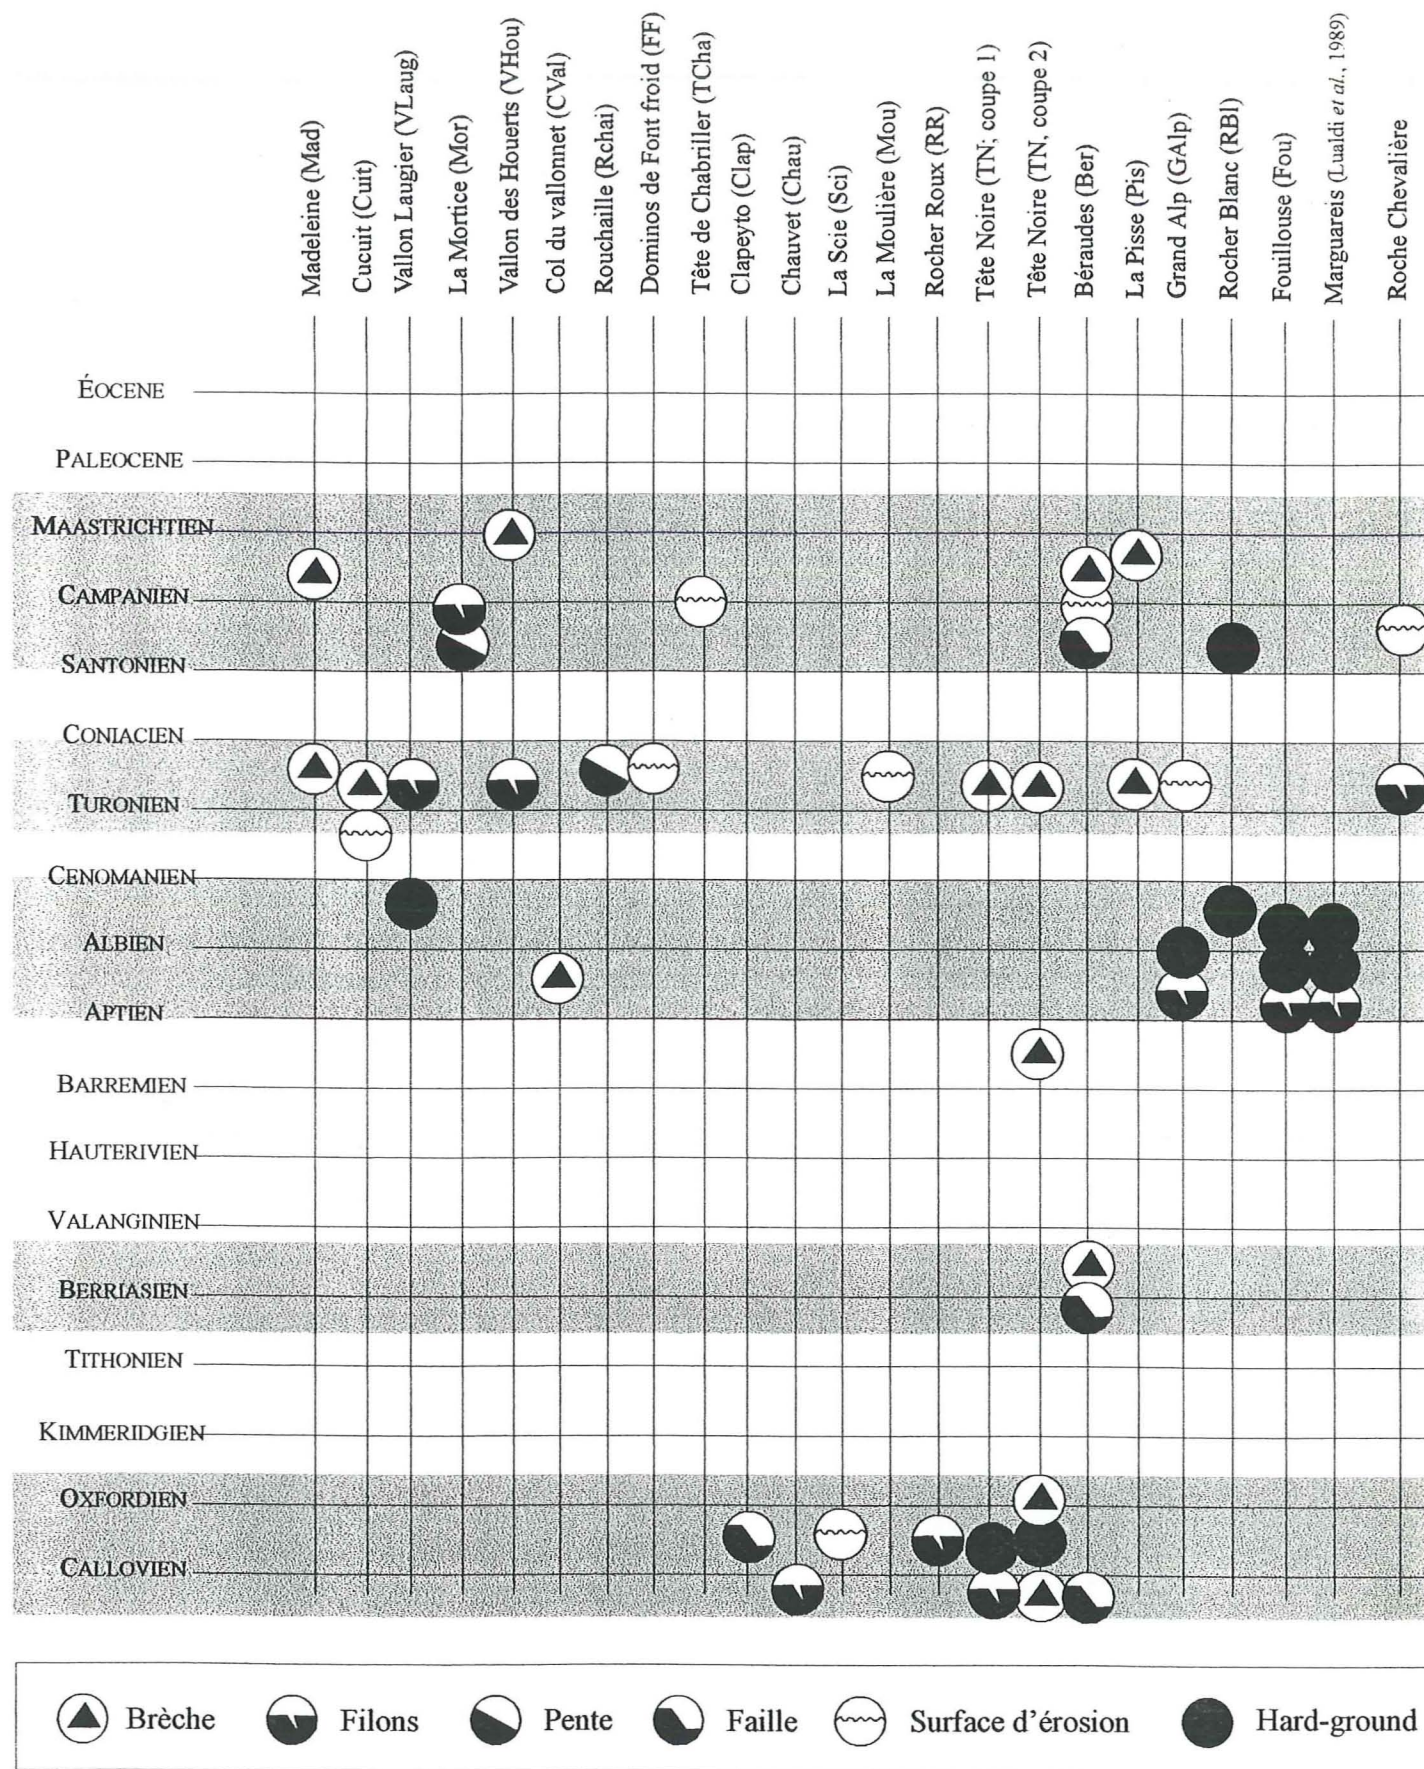 Madeleine (Mad)
Cucuit (Cuit)
Vallon Laugier (VLaug)
La Mortice (Mor)
Vallon des Houerts (VHou)
Col du vallonnet (CVal)
Rouchaille (Rchai)
Dominos de Font froid (FF)
Tête de Chabriller (TCha)
Clapeyto (Clap)
Chauvet (Chau)
La Scie (Sci)
La Moulière (Mou)
Rocher Roux (RR)
Tête Noire (TN; coupe 1)
Tête Noire (TN, coupe 2)
Béraudes (Ber)
La Pisse (Pis)
Grand Alp (GAlp)
Rocher Blanc (RBl)
Fouillouse (Fou)
Marguareis (Lualdi et al., 1989)
Roche Chevalière
ÉOCENE
PALEOCENE
MAASTRICHTIEN
CAMPANIEN
SANTONIEN
CONIACIEN
TURONIEN
CENOMANIEN
ALBIEN
APTIEN
BARREMIEN
HAUTERIVIEN
VALANGINIEN
BERRIASIEN
TITHONIEN
KIMMERIDGIEN
OXFORDIEN
CALLOVIEN
Brèche Filons Pente Faille Surface d'érosion Hard-ground